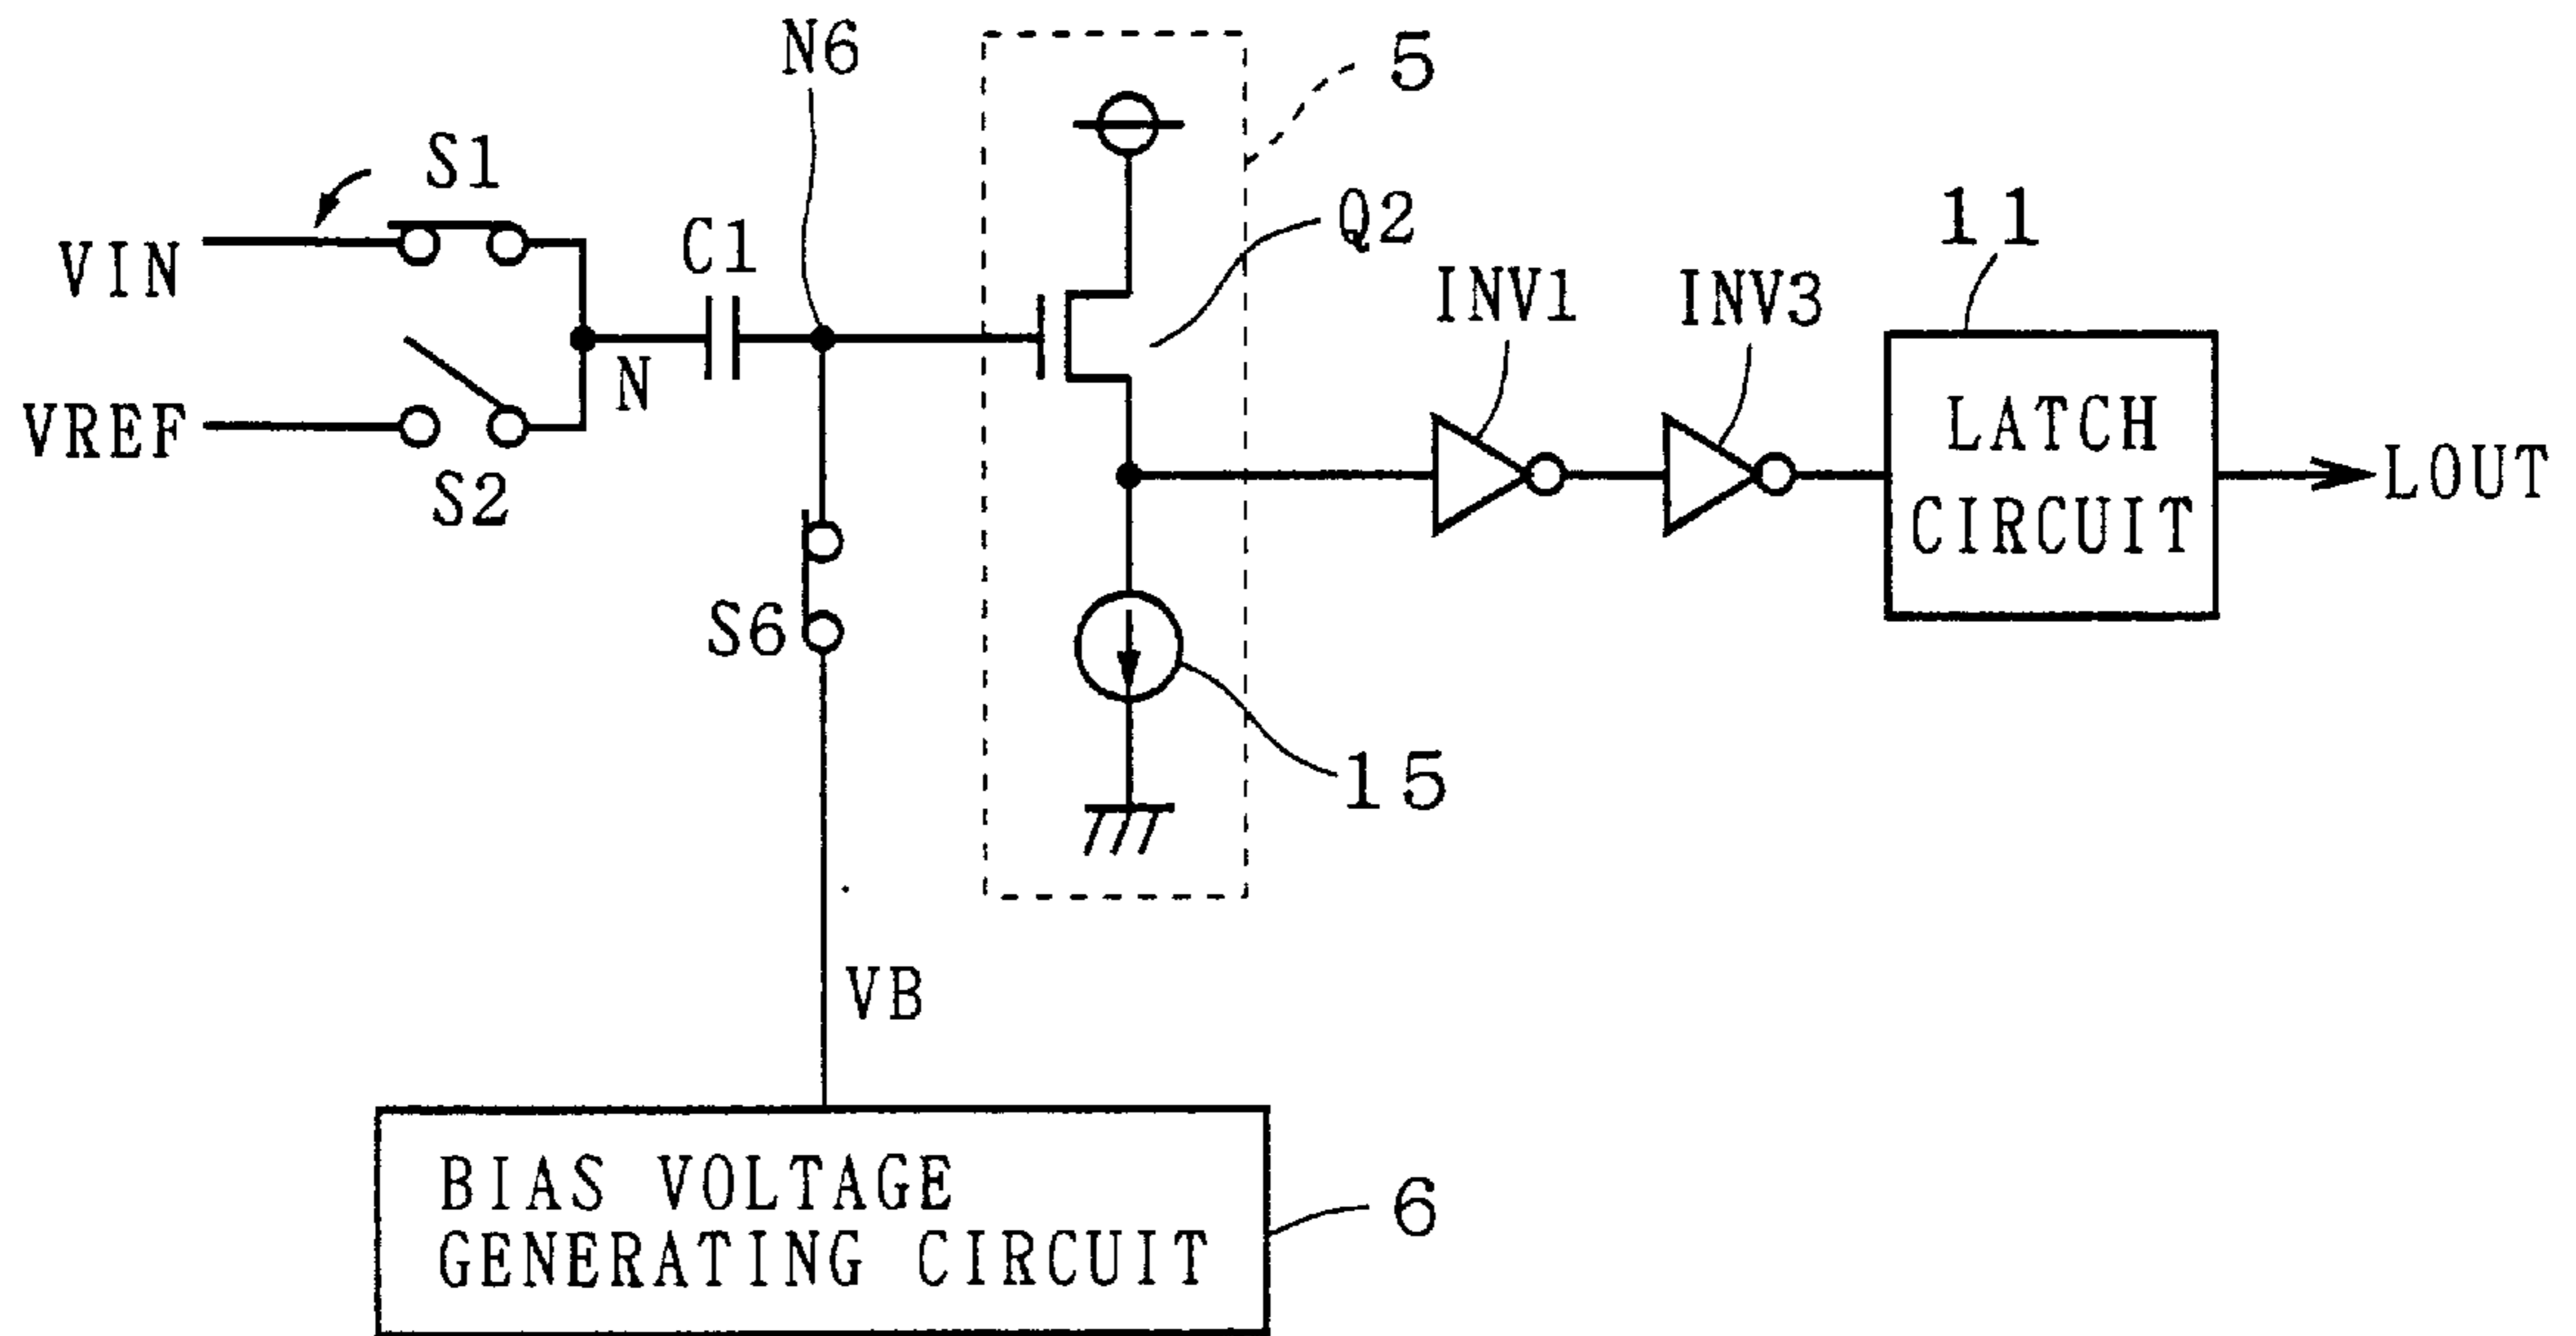 N6
5
S1
Q2
VIN
C1
11
INV1
INV3
N
VREF
LATCH
CIRCUIT
LOUT
S2
S6
15
VB
BIAS VOLTAGE
GENERATING CIRCUIT
6